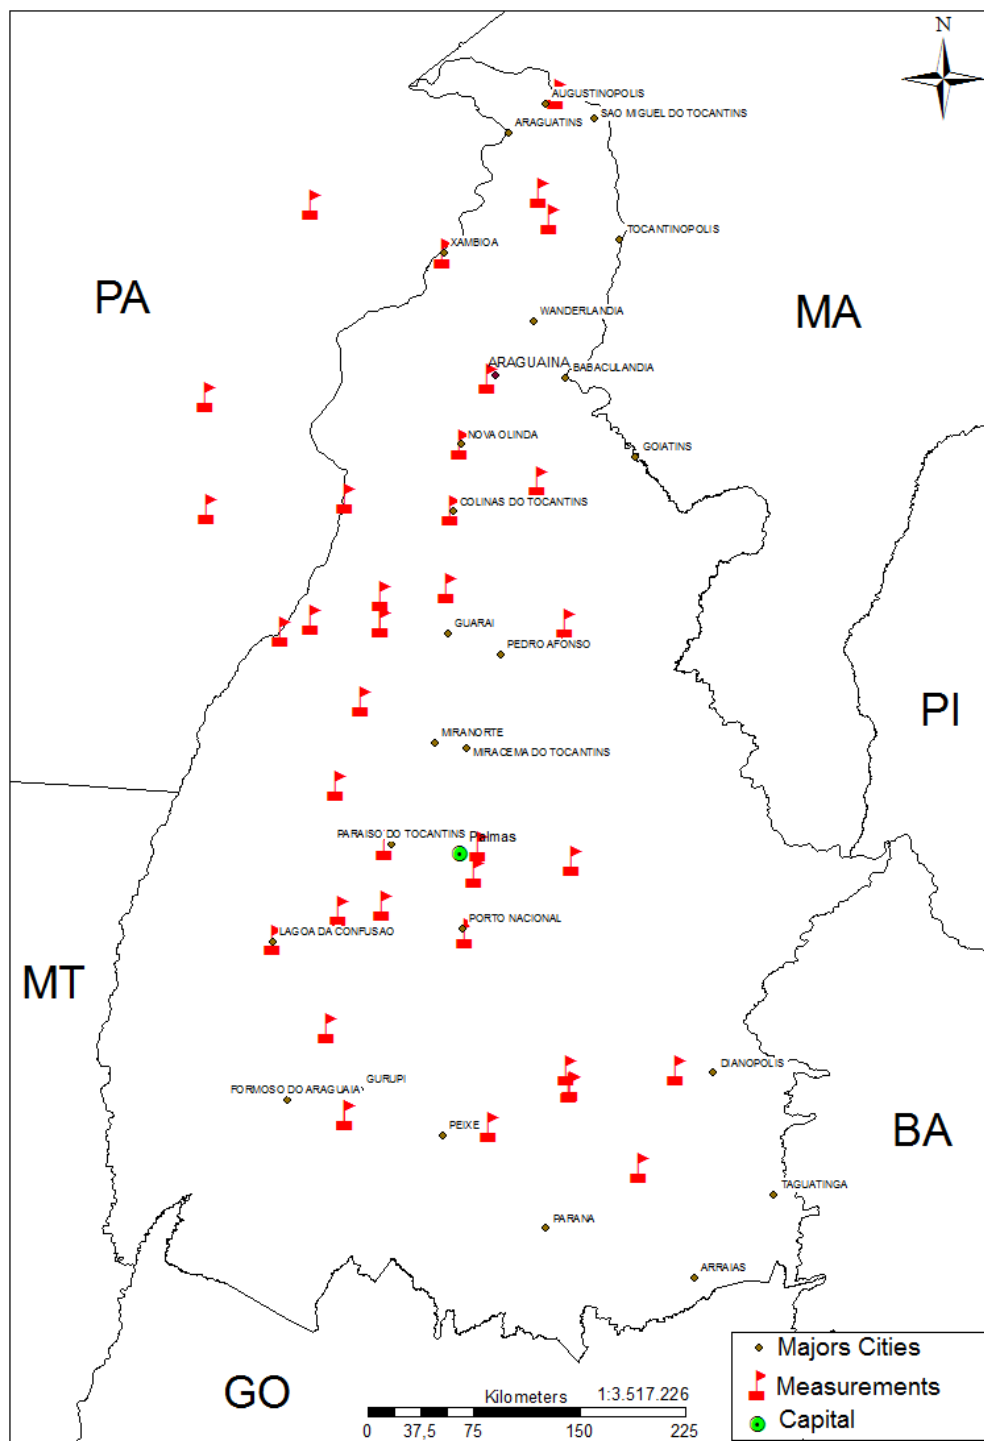 N
AUGUSTINOPOLIS
SAO MIGUEL DO TOCANTINS
ARAGUATINS
TOCANTINOPOLIS
XAMBIOA
PA
MA
WANDERLANDIA
ARAGUAINA
BABACULANDIA
NOVA OLINDA
GOIATINS
COLINAS DO TOCANTINS
GUARAI
PEDRO AFONSO
PI
MIRANORTE
MIRACEMA DO TOCANTINS
PARAISO DO TOCANTINS
Palmas
PORTO NACIONAL
LAGOA DA CONFUSAO
MT
DIANOPOLIS
GURUPI
FORMOSO DO ARAGUAIA
PEIXE
BA
TAGUATINGA
PARANA
ARRAIAS
GO
Majors Cities
Measurements
Capital
Kilometers 1:3.517.226
0 37,5 75 150 225